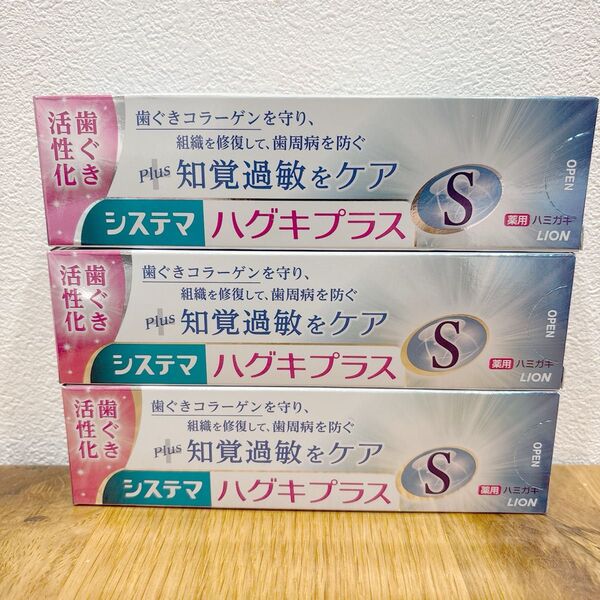 歯ぐき
活性化
歯ぐきコラーゲンを守り、
組織を修復して、歯周病を防ぐ
Plus 知覚過敏をケア
システマ ハグキプラス S
OPEN
薬用 ハミガキ
LION
歯ぐき
活性化
歯ぐきコラーゲンを守り、
組織を修復して、歯周病を防ぐ
Plus 知覚過敏をケア
システマ ハグキプラス S
OPEN
薬用 ハミガキ
LION
歯ぐき
活性化
歯ぐきコラーゲンを守り、
組織を修復して、歯周病を防ぐ
Plus 知覚過敏をケア
システマ ハグキプラス S
OPEN
薬用 ハミガキ
LION